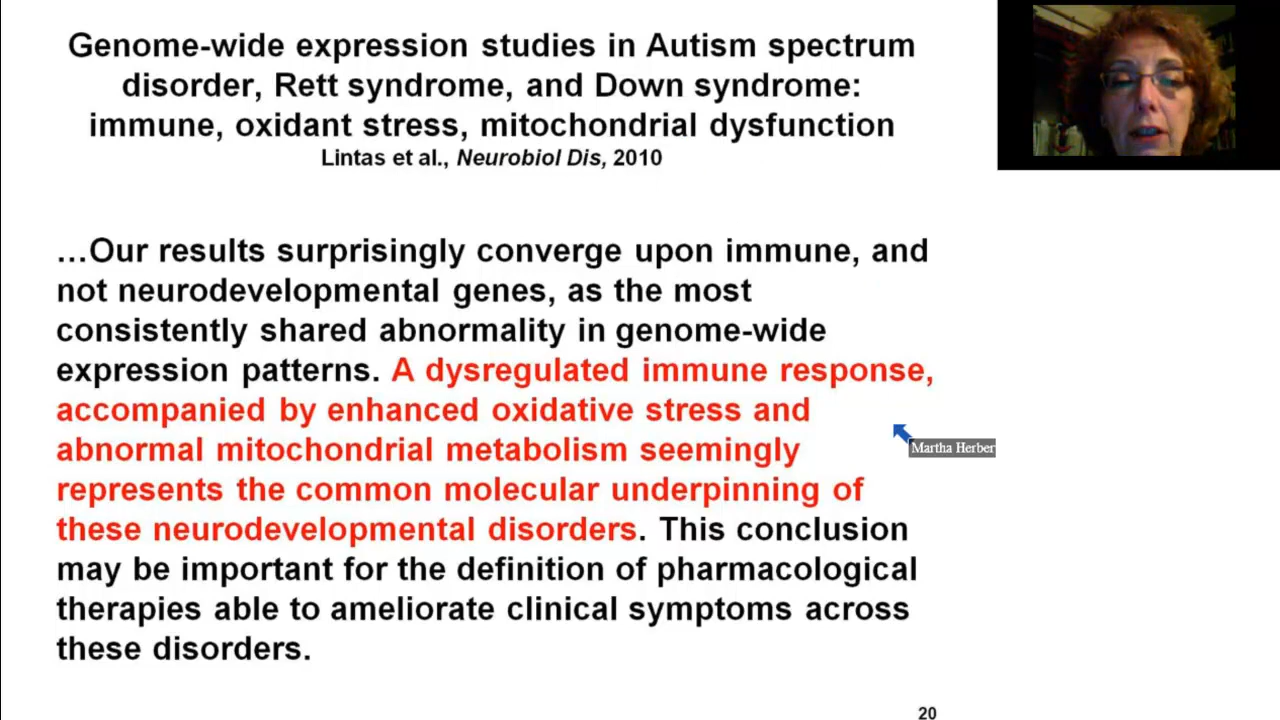 Genome-wide expression studies in Autism spectrum
disorder, Rett syndrome, and Down syndrome:
immune, oxidant stress, mitochondrial dysfunction
Lintas et al., Neurobiol Dis, 2010
…Our results surprisingly converge upon immune, and
not neurodevelopmental genes, as the most
consistently shared abnormality in genome-wide
expression patterns. A dysregulated immune response,
accompanied by enhanced oxidative stress and
abnormal mitochondrial metabolism seemingly
represents the common molecular underpinning of
these neurodevelopmental disorders. This conclusion
may be important for the definition of pharmacological
therapies able to ameliorate clinical symptoms across
these disorders.
Martha Herber
20